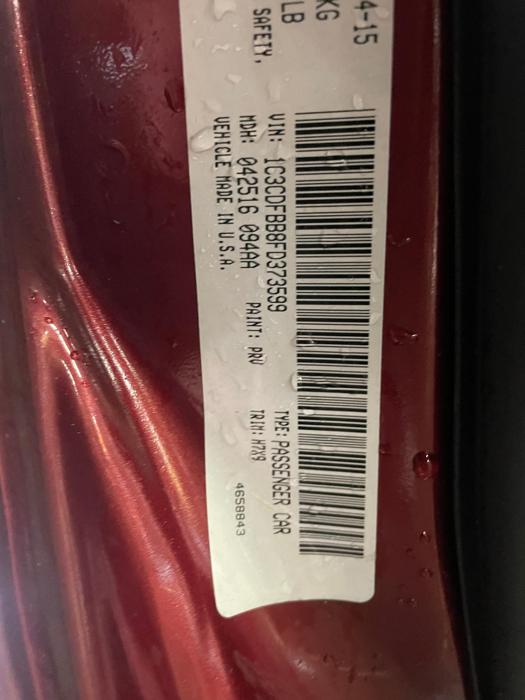 4-15
KG
LB
SAFETY,
VIN: 1C3CDFBB8FD373599 TYPE: PASSENGER CAR
MDH: 042516 094AA PAINT: PRV TRIM: H7X9
VEHICLE MADE IN U.S.A. 4658843